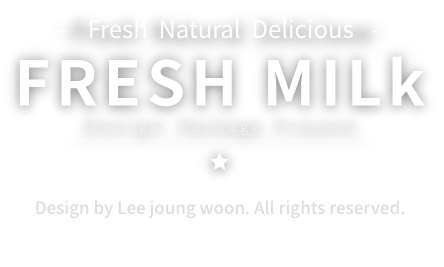 - Fresh Natural Delicious -
FRESH MILk
Design by Lee joung woon. All rights reserved.